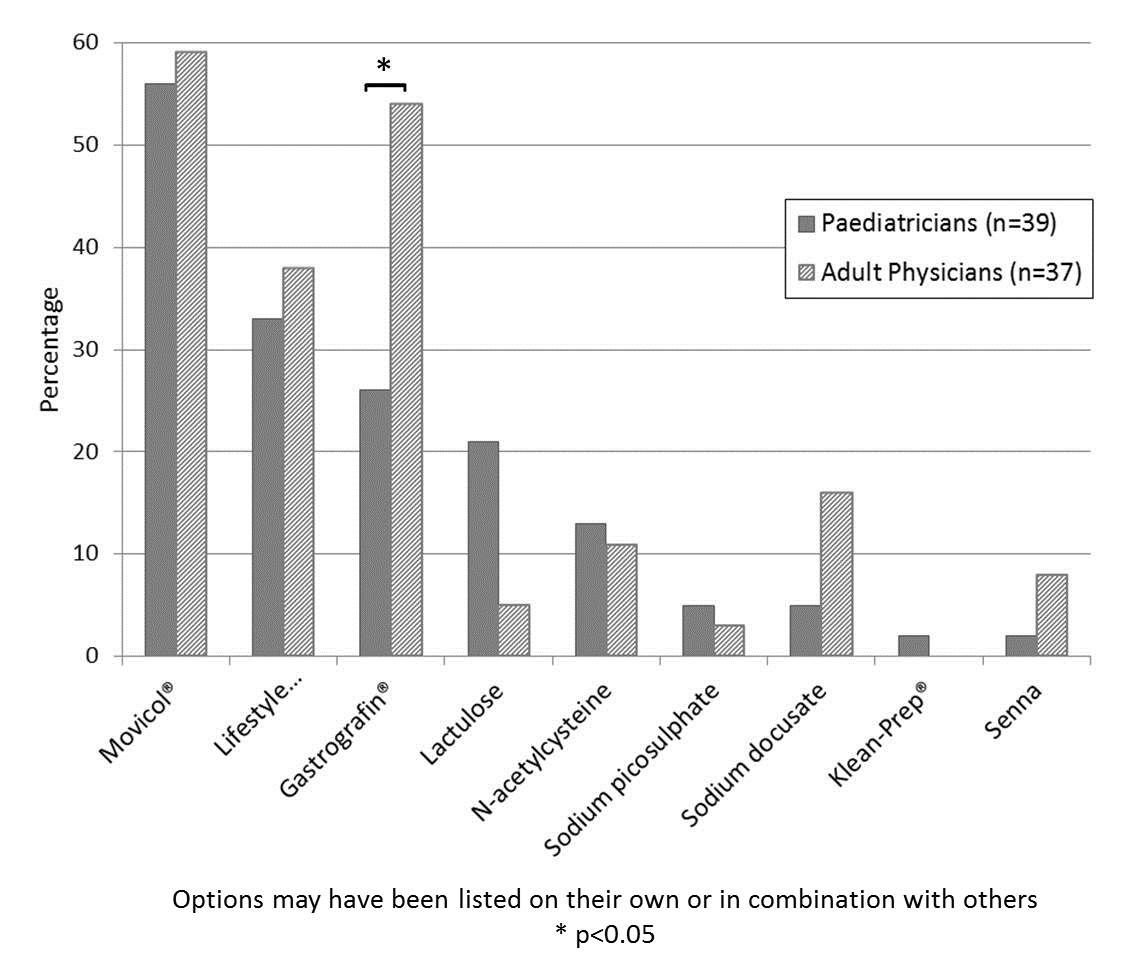 60
50
40
30
20
10
0
Percentage
*
Paediatricians (n=39)
Adult Physicians (n=37)
Movicol®
Lifestyle...
Gastrografin®
Lactulose
N-acetylcysteine
Sodium picosulphate
Sodium docusate
Klean-Prep®
Senna
Options may have been listed on their own or in combination with others
* p<0.05